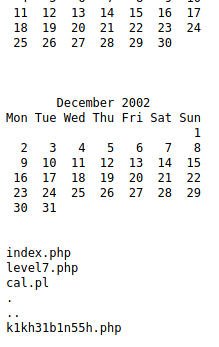 11 12 13 14 15 16 17
18 19 20 21 22 23 24
25 26 27 28 29 30
December 2002
Mon Tue Wed Thu Fri Sat Sun
1
2 3 4 5 6 7 8
9 10 11 12 13 14 15
16 17 18 19 20 21 22
23 24 25 26 27 28 29
30 31
index.php
level7.php
cal.pl
.
..
k1kh31b1n55h.php